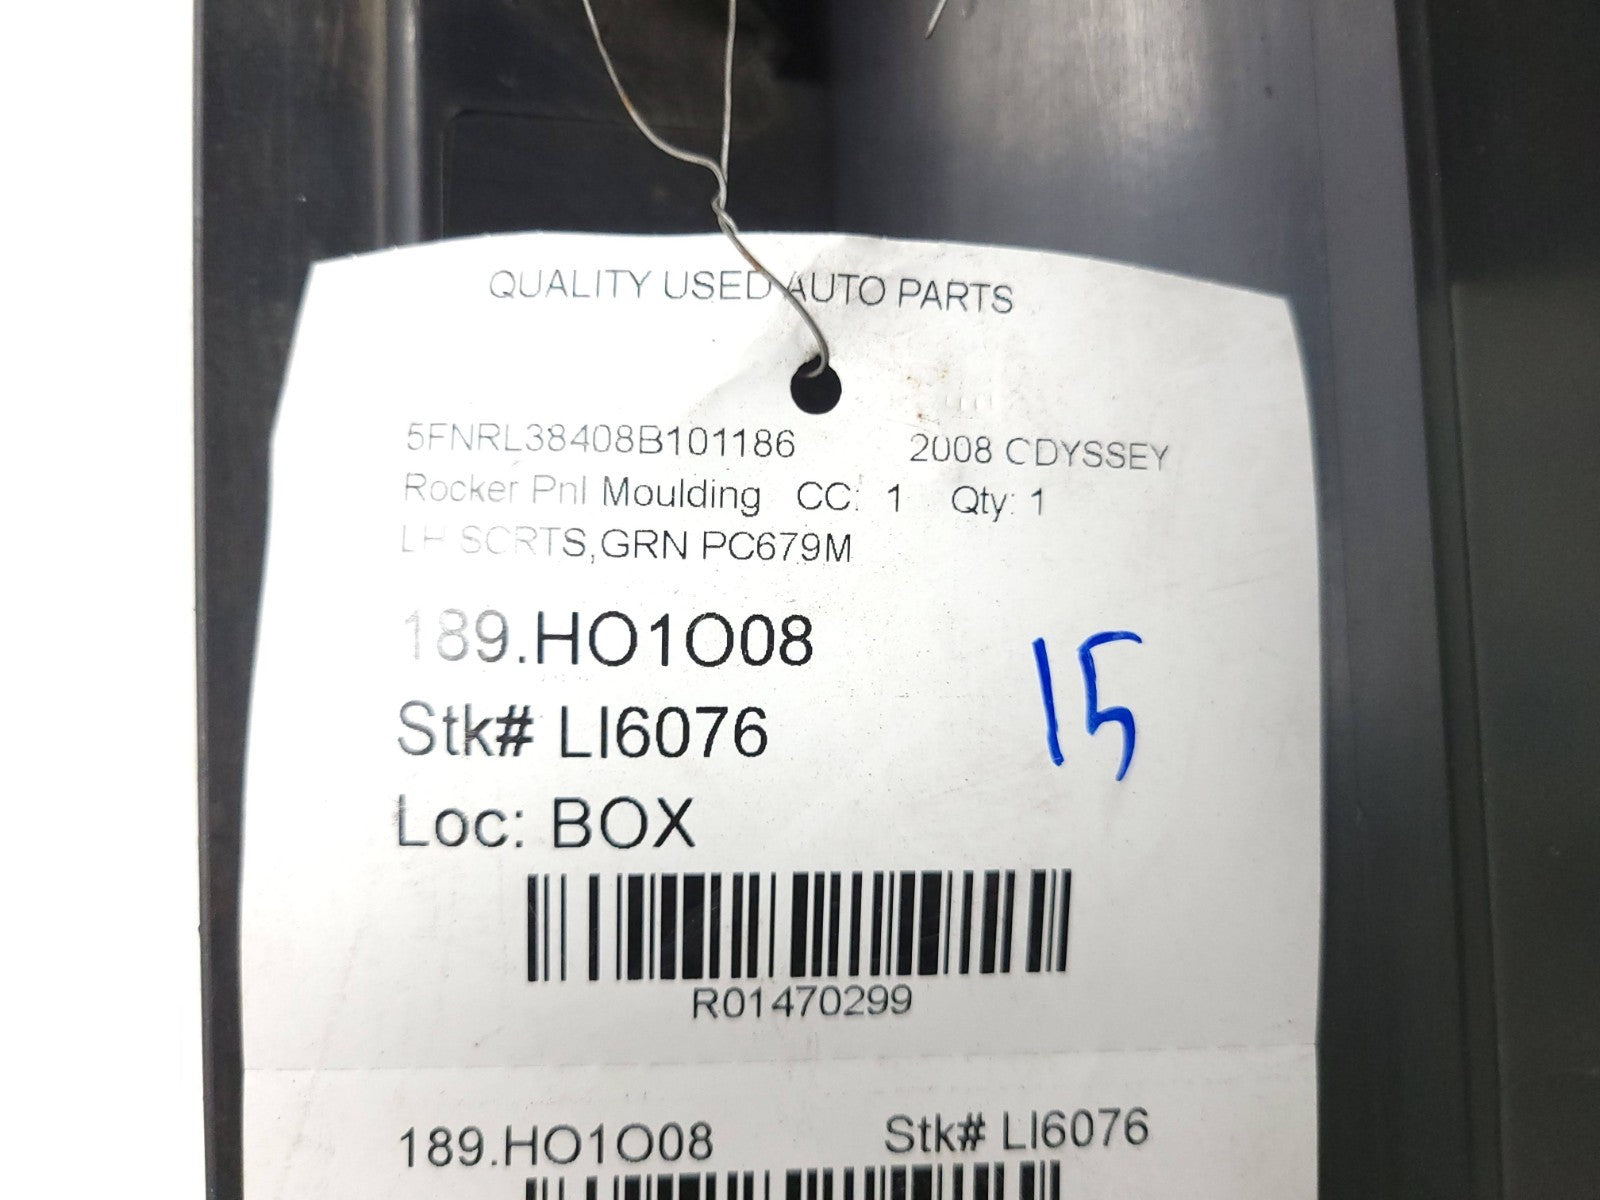 QUALITY USED AUTO PARTS
5FNRL38408B101186 2008 CDYSSEY
Rocker Pnl Moulding CC: 1 Qty: 1
LH SCRTS,GRN PC679M
189.HO1O08
15
Stk# LI6076
Loc: BOX
R01470299
189.HO1O08 Stk# LI6076